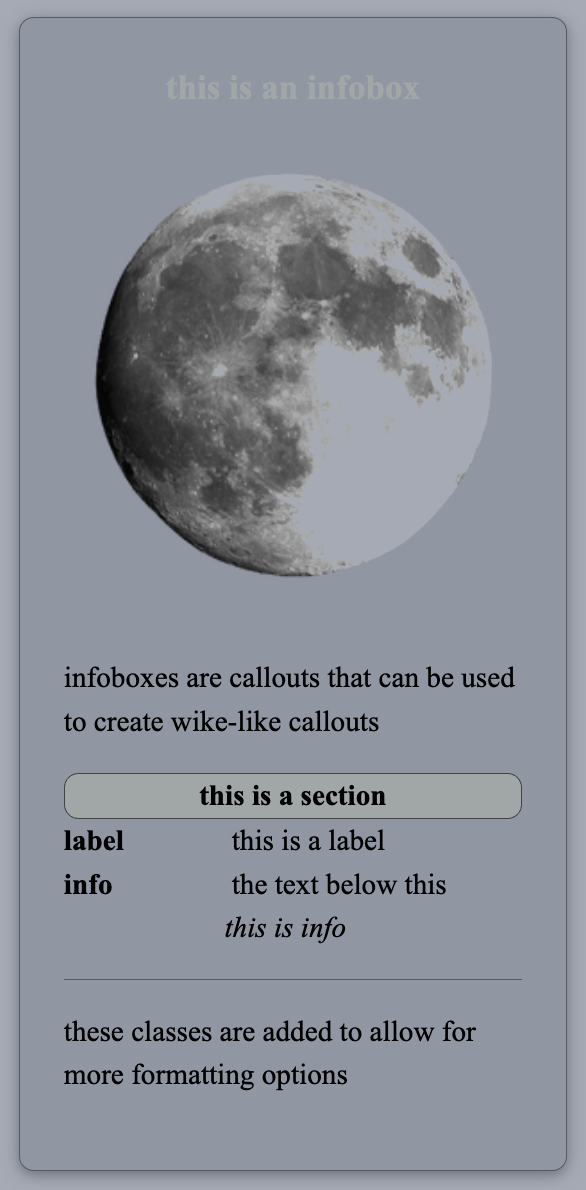 this is an infobox
infoboxes are callouts that can be used
to create wike-like callouts
this is a section
label this is a label
info the text below this
this is info
these classes are added to allow for
more formatting options